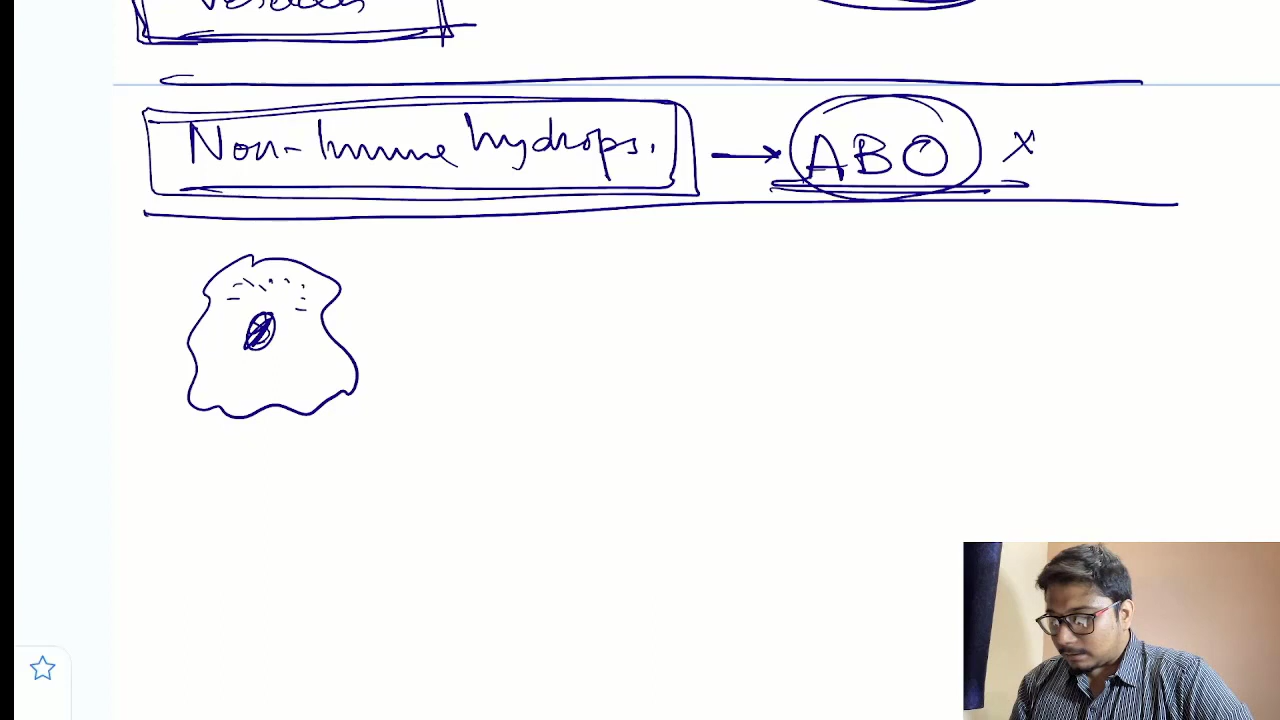 Non-Immune hydrops. → ABO x